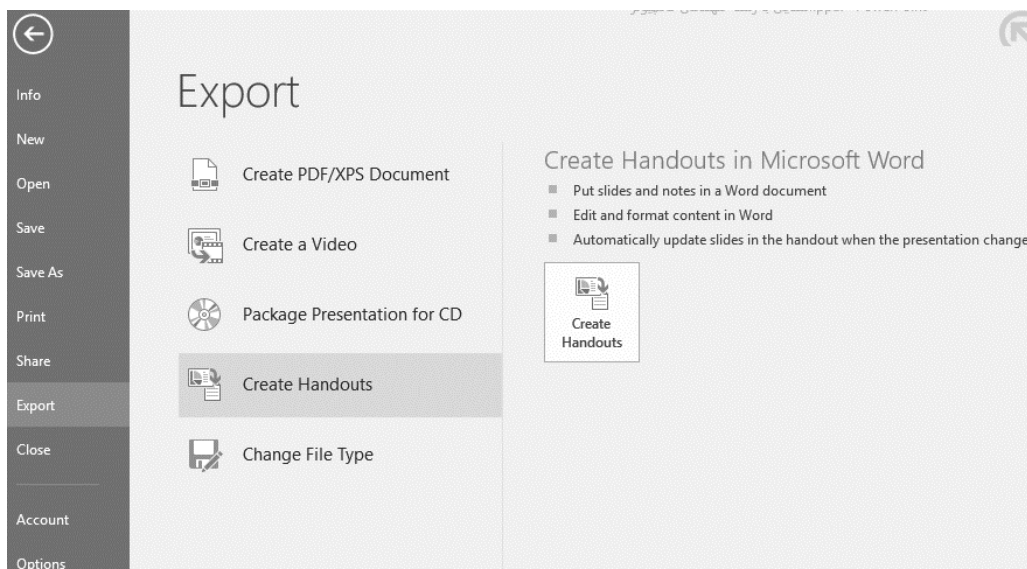 Info
New
Open
Save
Save As
Print
Share
Export
Close
Account
Options
Export
Create PDF/XPS Document
Create a Video
Package Presentation for CD
Create Handouts
Change File Type
Create Handouts in Microsoft Word
Put slides and notes in a Word document
Edit and format content in Word
Automatically update slides in the handout when the presentation change
Create
Handouts